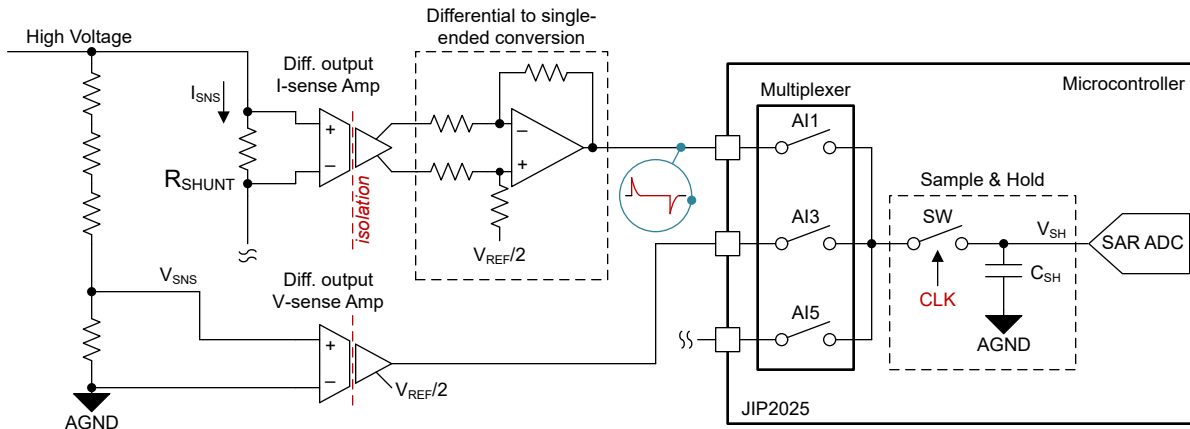 Differential to single-
ended conversion
High Voltage
Diff. output
I-sense Amp
Microcontroller
Multiplexer
I_SNS
AI1
+
−
−
+
R_SHUNT
isolation
Sample & Hold
AI3
SW
V_SH
SAR ADC
V_REF/2
V_SNS
Diff. output
V-sense Amp
C_SH
CLK
AI5
AGND
+
−
V_REF/2
AGND
JIP2025